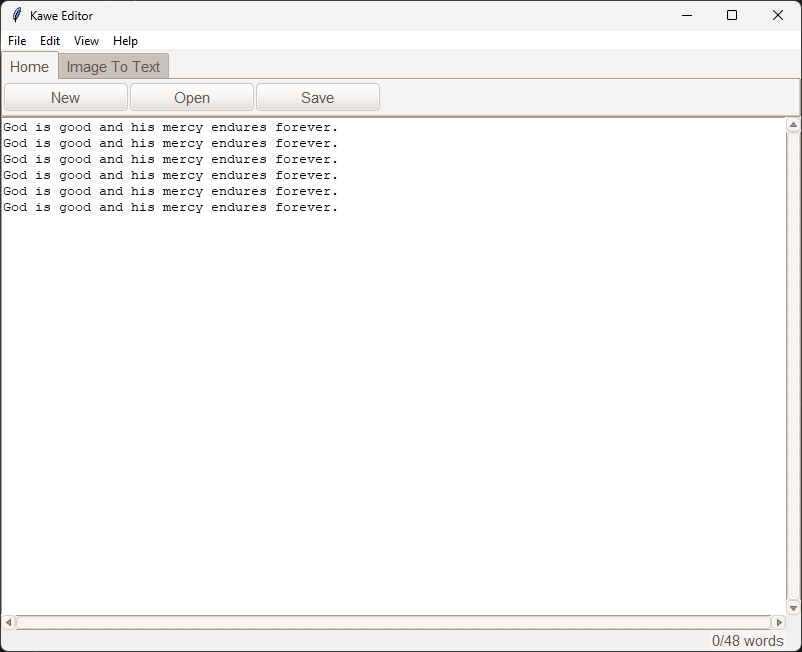 Kawe Editor
File Edit View Help
Home Image To Text
New Open Save
God is good and his mercy endures forever.
God is good and his mercy endures forever.
God is good and his mercy endures forever.
God is good and his mercy endures forever.
God is good and his mercy endures forever.
God is good and his mercy endures forever.
0/48 words